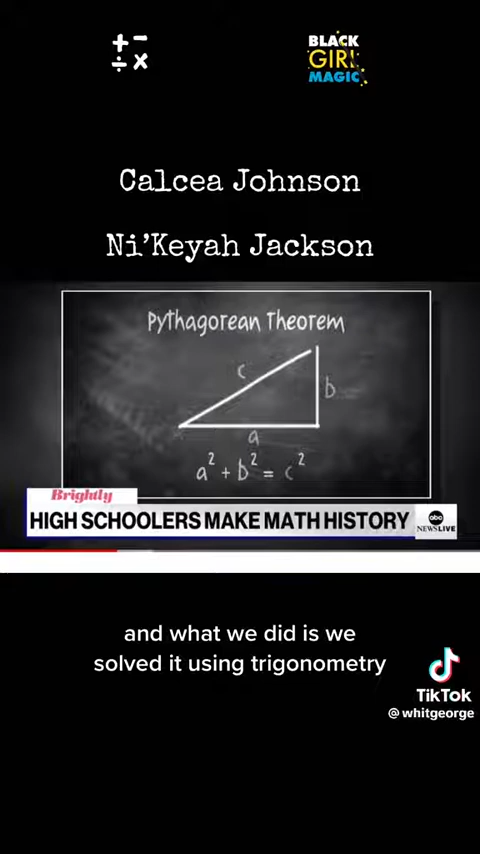 + −
÷ ×
BLACK
GIRL
MAGIC
Calcea Johnson
Ni’Keyah Jackson
Pythagorean Theorem
c
b
a
a² + b² = c²
Brightly
HIGH SCHOOLERS MAKE MATH HISTORY
abc
NEWS LIVE
and what we did is we
solved it using trigonometry
TikTok
@whitgeorge